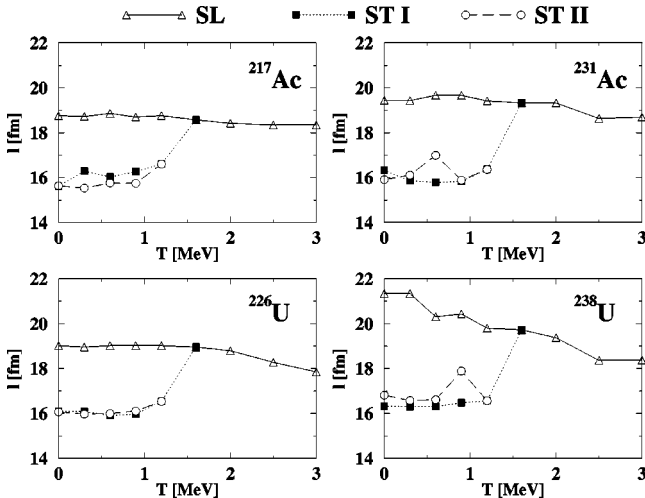 SL ST I ST II
22
20
18
16
14
l [fm]
²¹⁷Ac
0 1 2 3
T [MeV]
22
20
18
16
14
l [fm]
²³¹Ac
0 1 2 3
T [MeV]
22
20
18
16
14
l [fm]
²²⁶U
0 1 2 3
T [MeV]
22
20
18
16
14
l [fm]
²³⁸U
0 1 2 3
T [MeV]